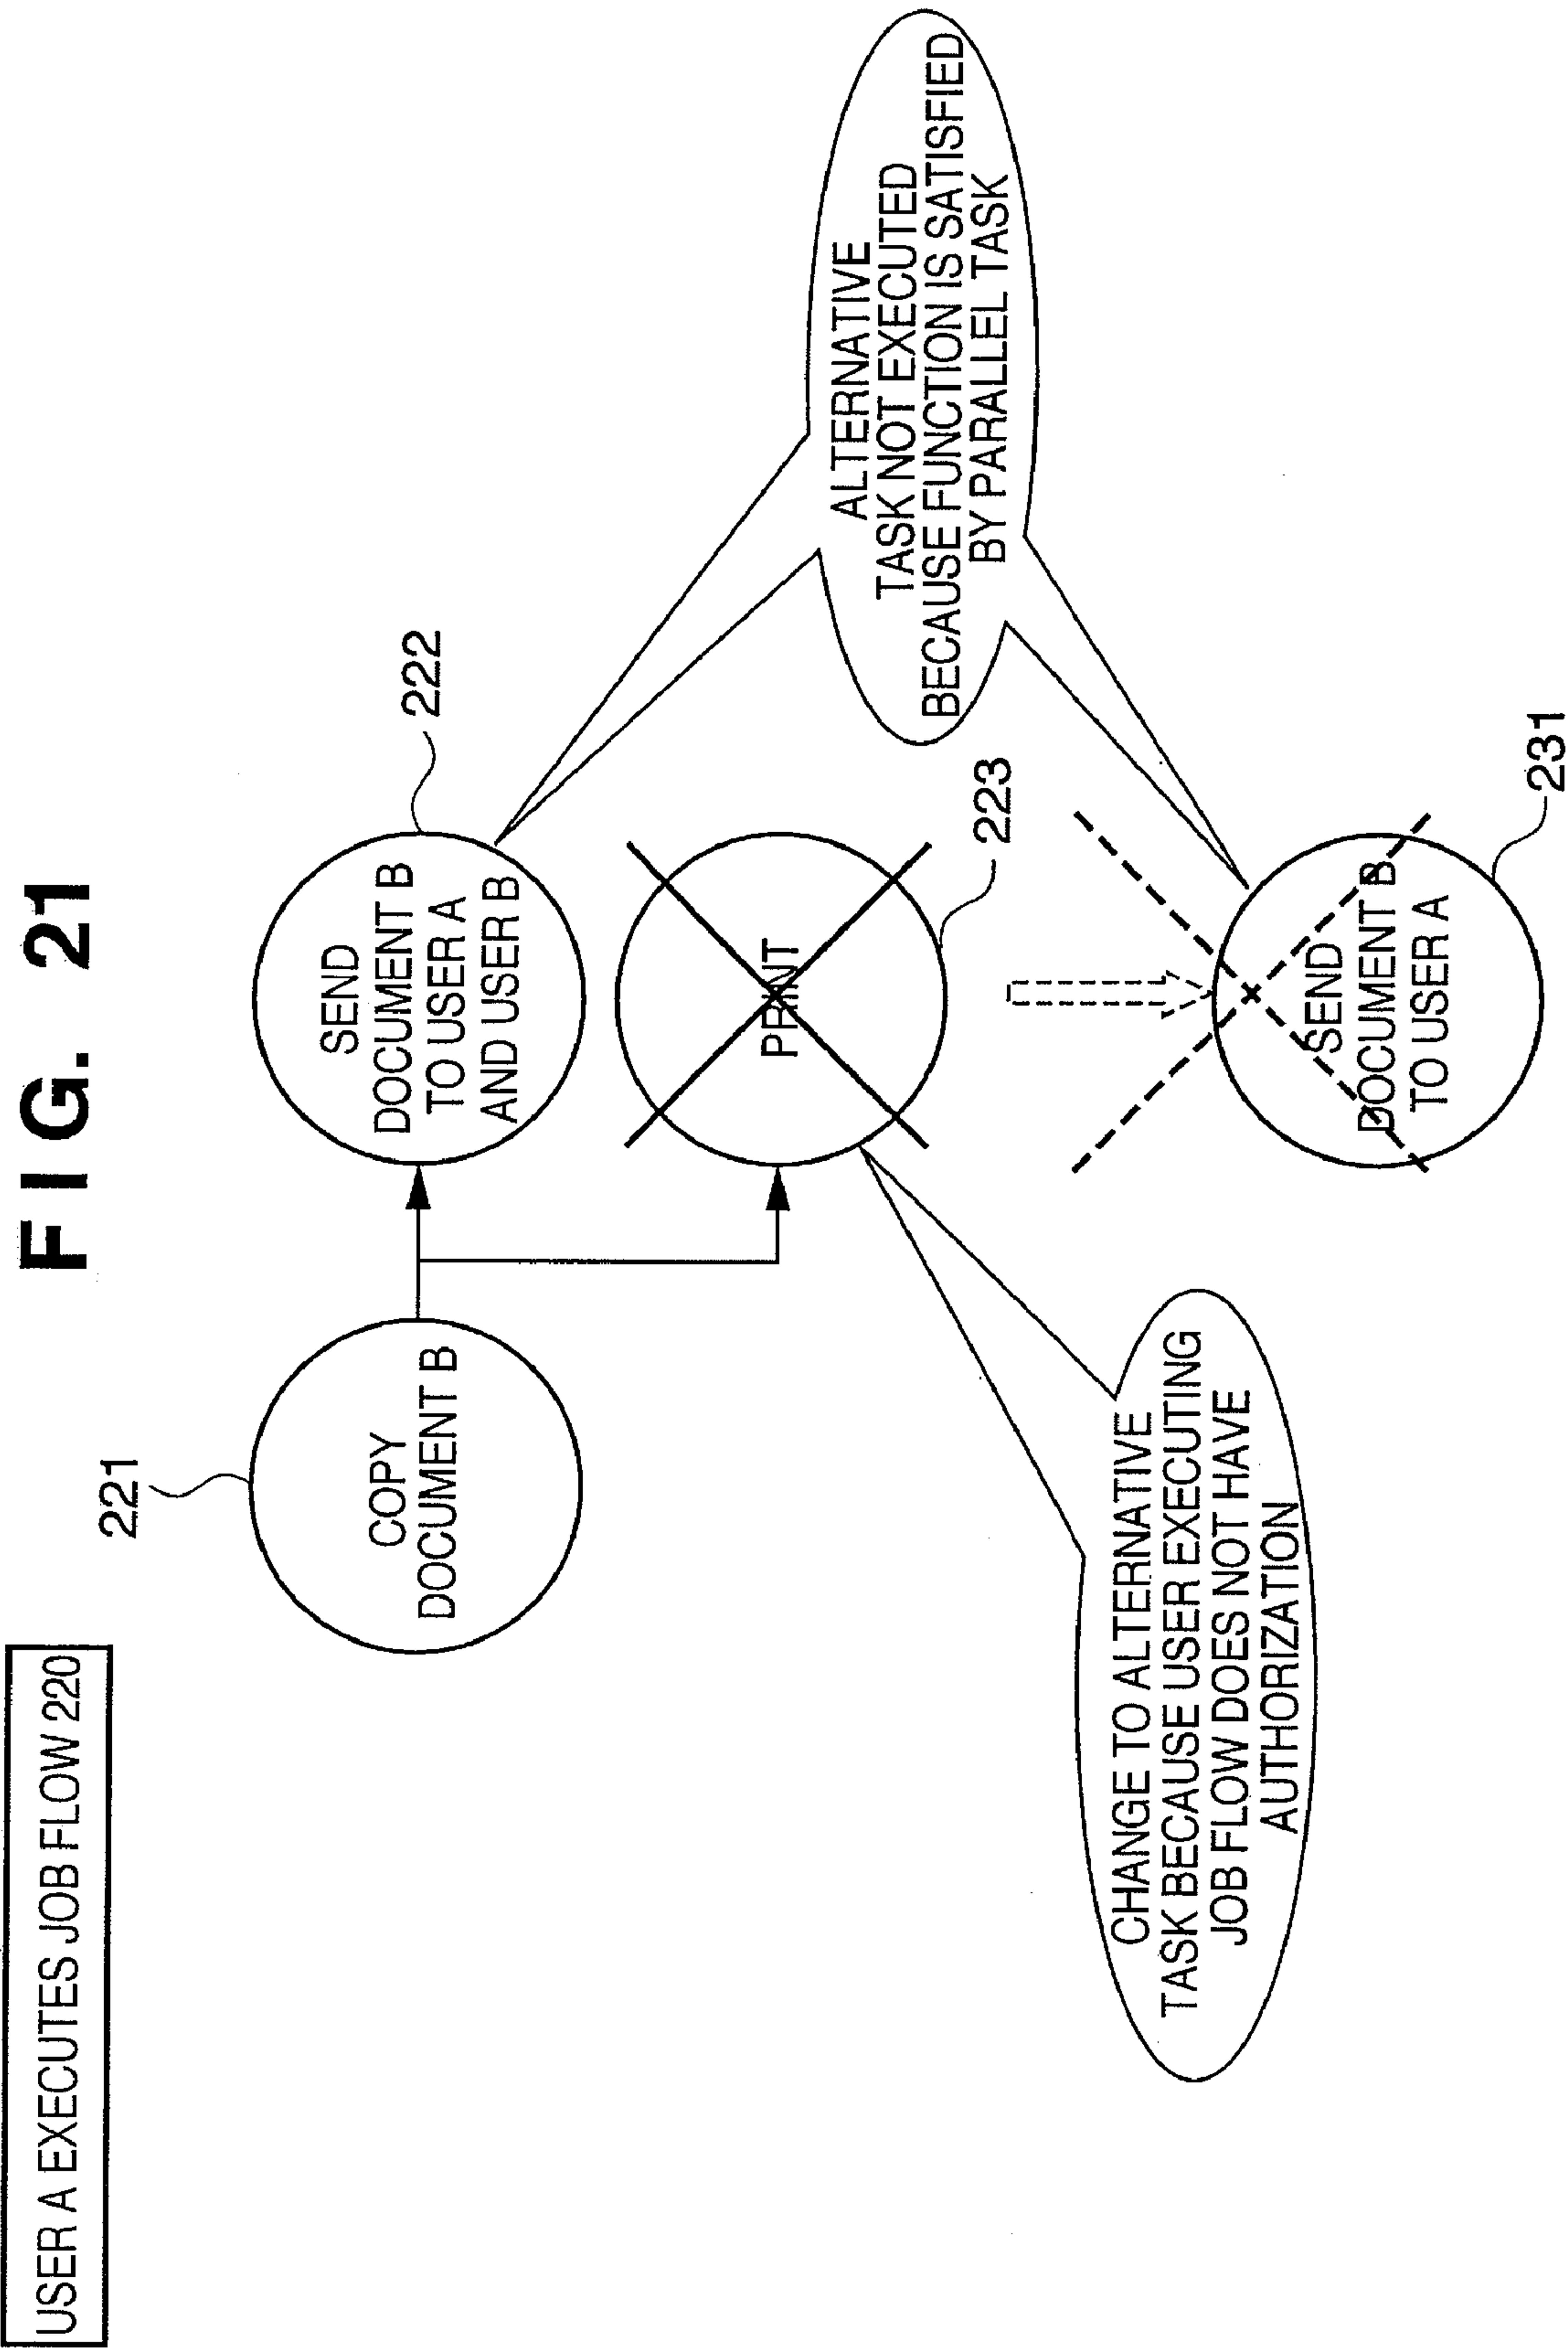 FIG. 21
USER A EXECUTES JOB FLOW 220
221
COPY
DOCUMENT B
222
SEND
DOCUMENT B
TO USER A
AND USER B
PRINT
223
ALTERNATIVE
TASK NOT EXECUTED
BECAUSE FUNCTION IS SATISFIED
BY PARALLEL TASK
CHANGE TO ALTERNATIVE
TASK BECAUSE USER EXECUTING
JOB FLOW DOES NOT HAVE
AUTHORIZATION
SEND
DOCUMENT B
TO USER A
231